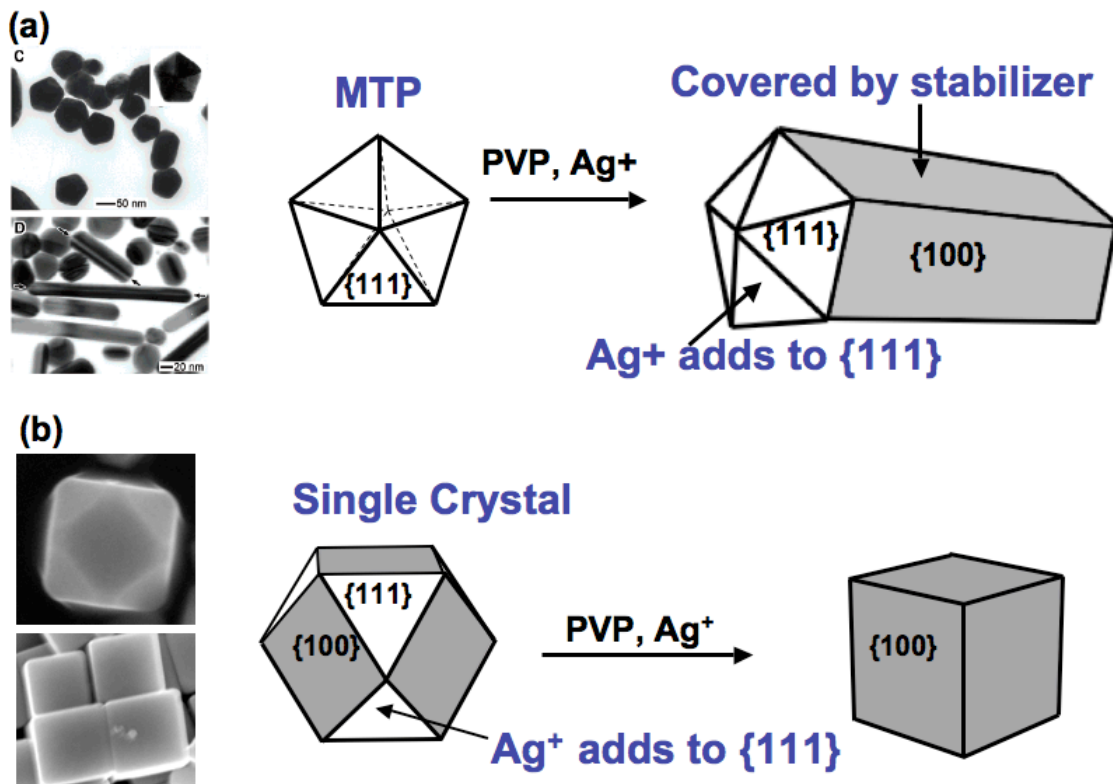 (a)
C
50 nm
D
20 nm
MTP
{111}
PVP, Ag+
Covered by stabilizer
{111}
{100}
Ag+ adds to {111}
(b)
Single Crystal
{111}
{100}
PVP, Ag⁺
{100}
Ag⁺ adds to {111}